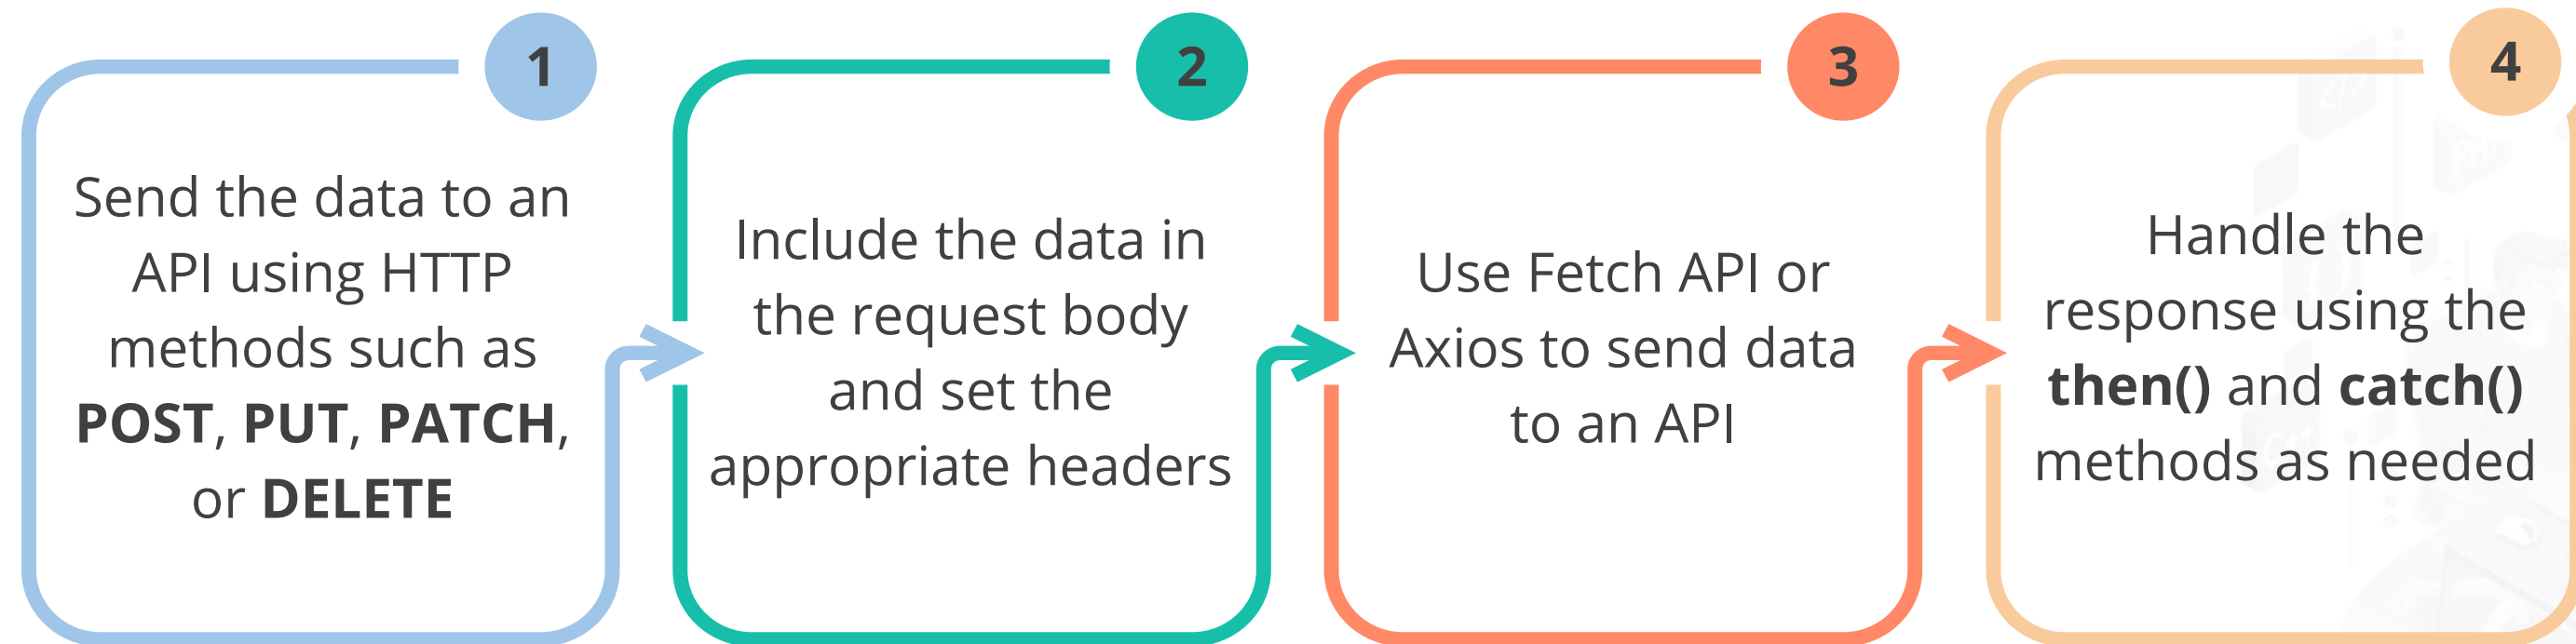 1
Send the data to an
API using HTTP
methods such as
POST, PUT, PATCH,
or DELETE
2
Include the data in
the request body
and set the
appropriate headers
3
Use Fetch API or
Axios to send data
to an API
4
Handle the
response using the
then() and catch()
methods as needed